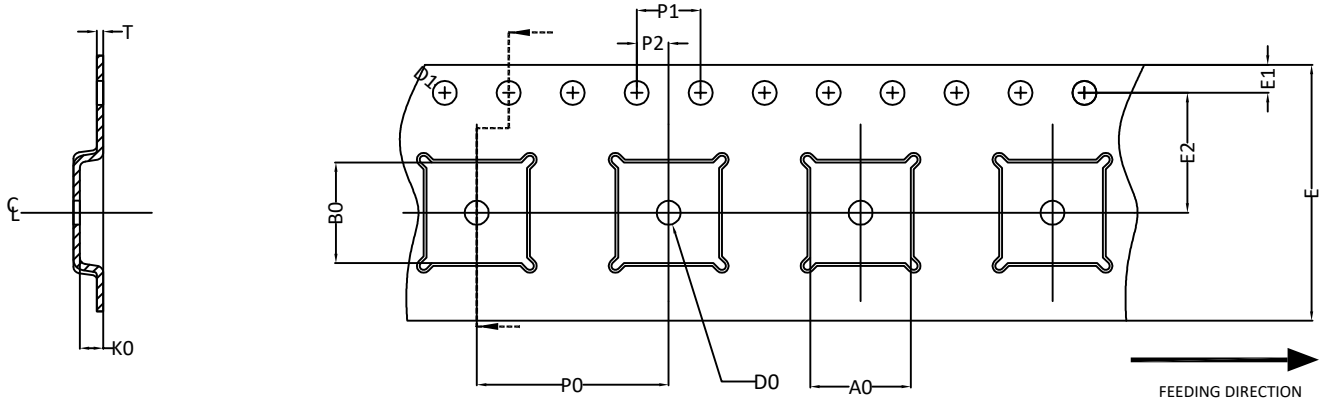 T
P1
P2
D1
E1
E2
E
B0
℄
K0
P0
D0
A0
FEEDING DIRECTION